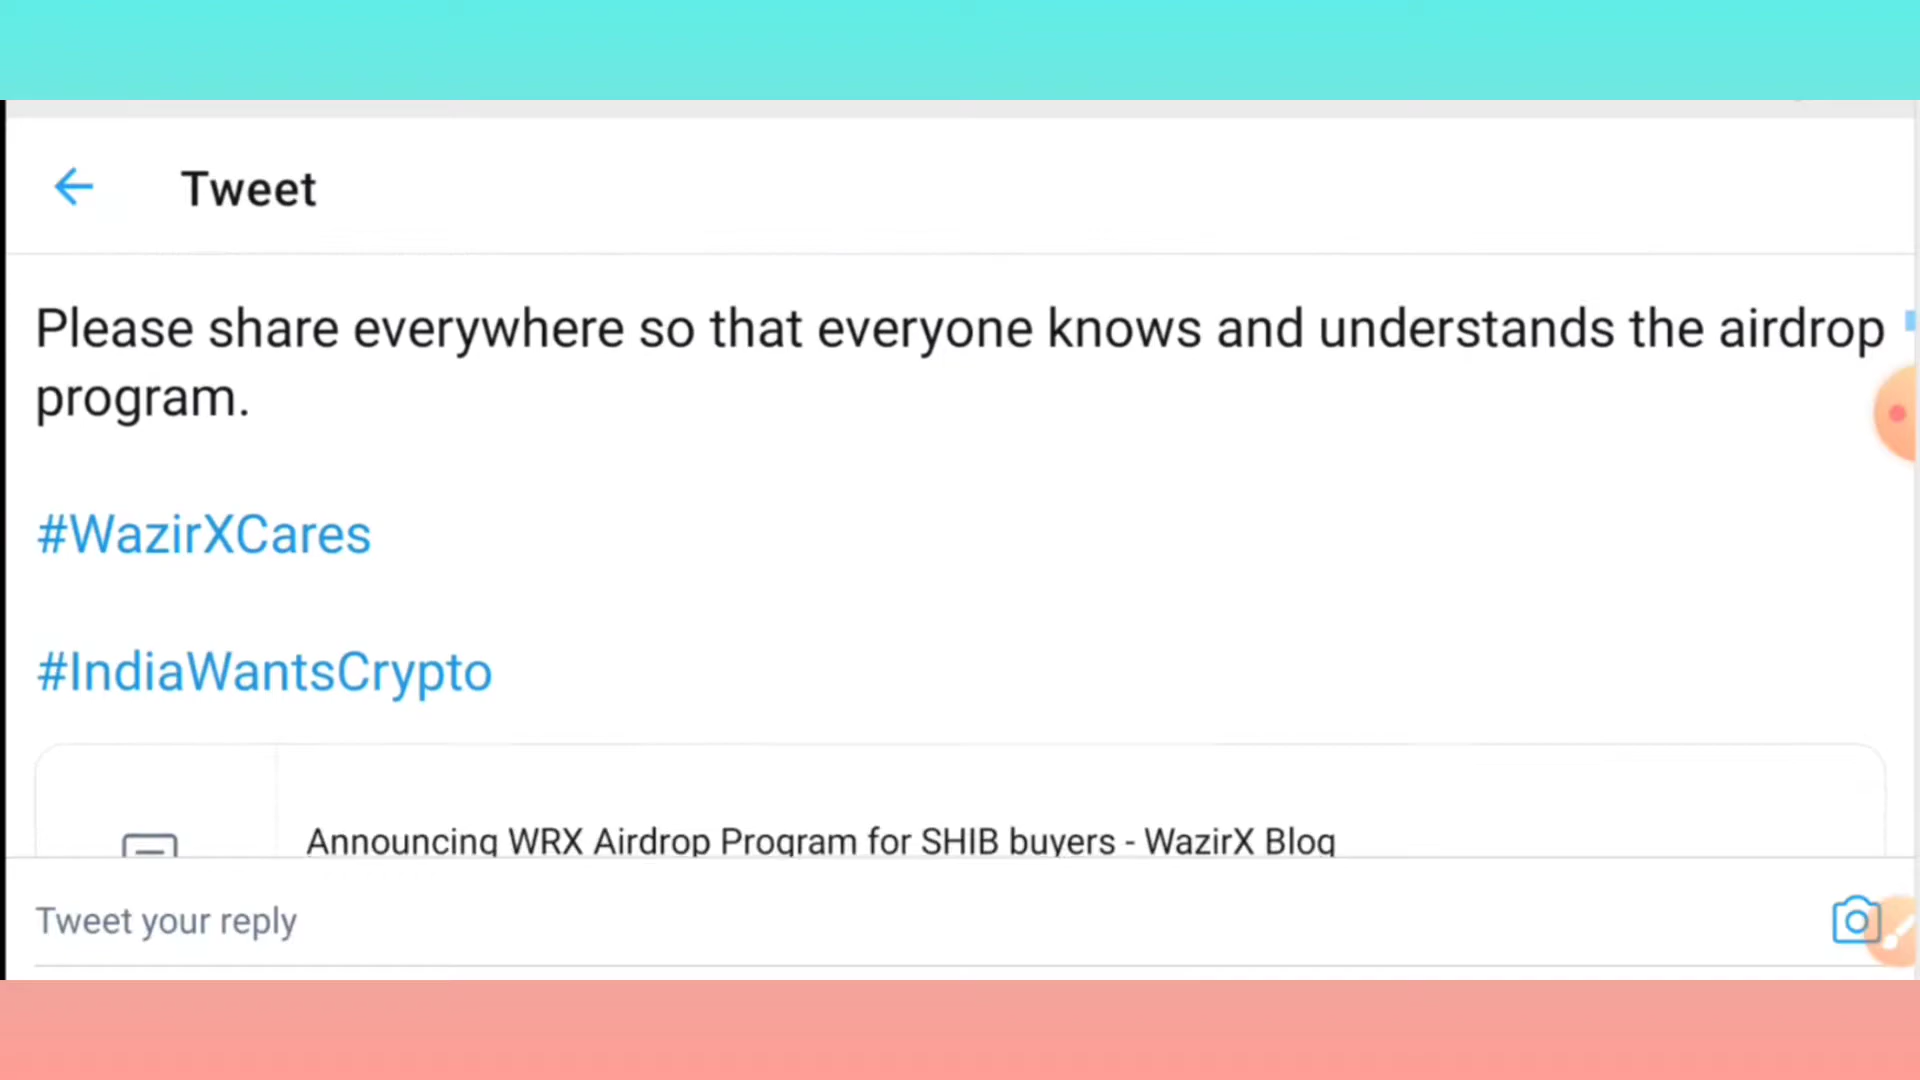 Tweet
Please share everywhere so that everyone knows and understands the airdrop
program.
#WazirXCares
#IndiaWantsCrypto
Announcing WRX Airdrop Program for SHIB buyers - WazirX Blog
Tweet your reply